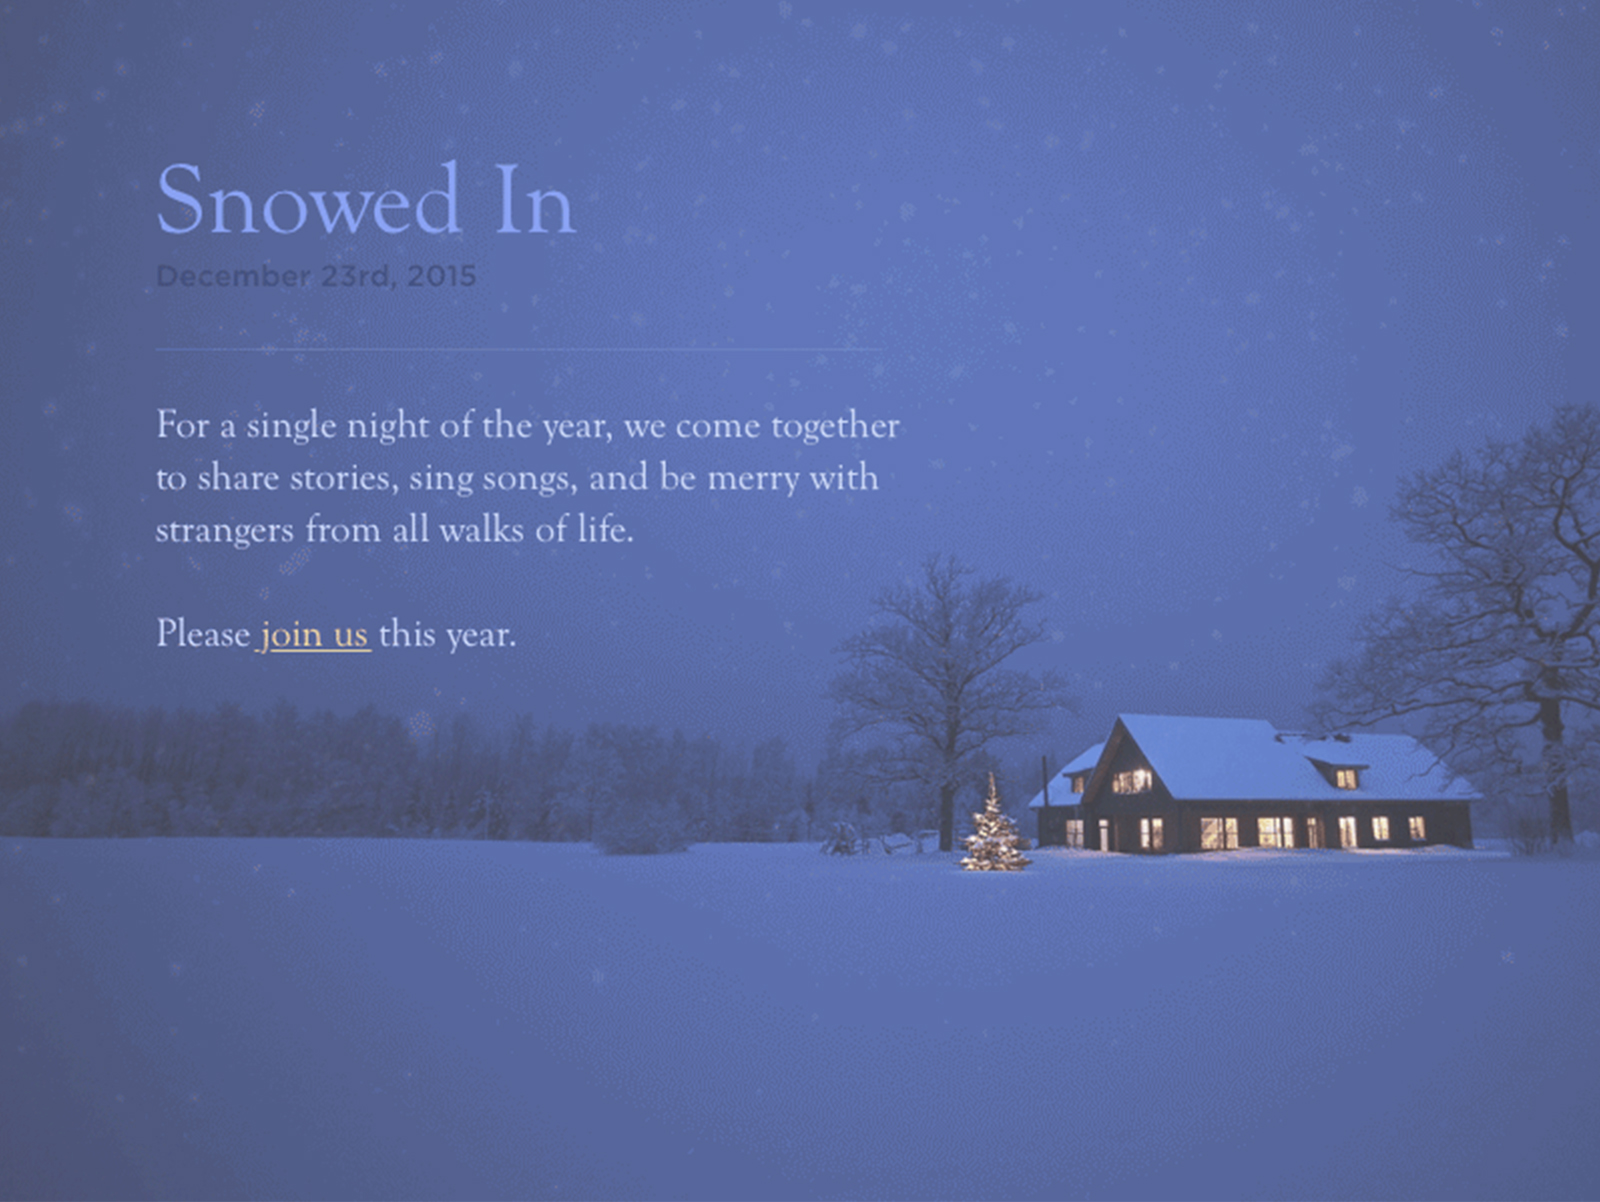 Snowed In
December 23rd, 2015
For a single night of the year, we come together
to share stories, sing songs, and be merry with
strangers from all walks of life.
Please join us this year.